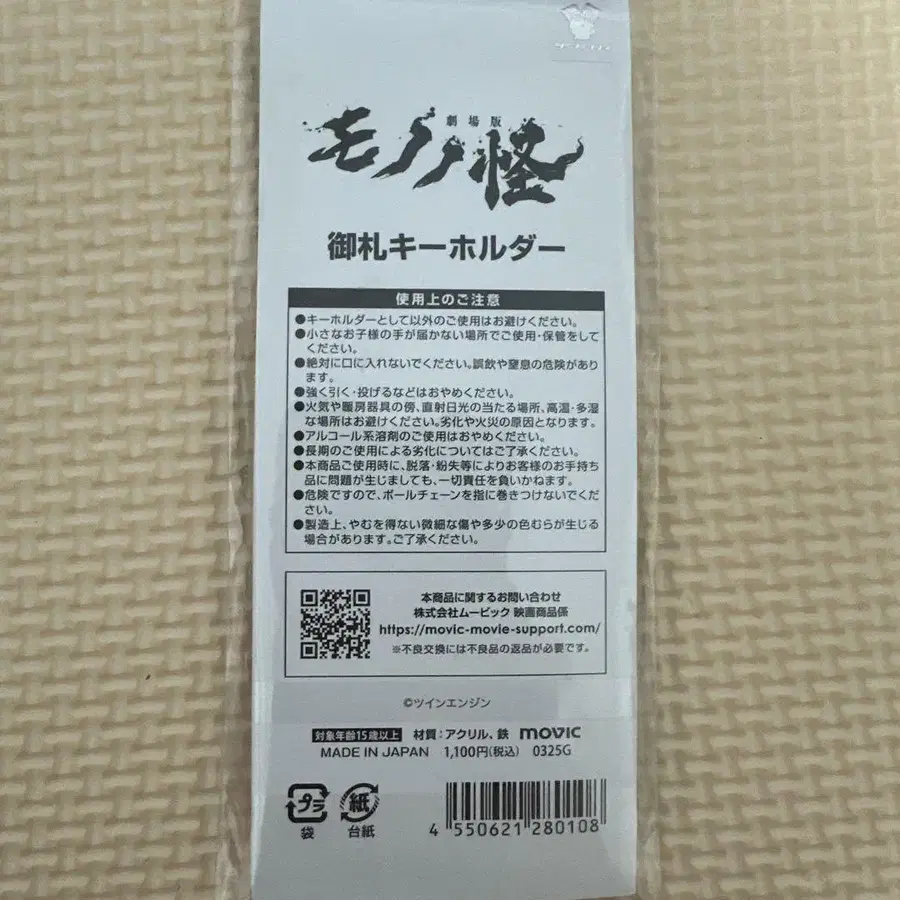 劇場版
モノノ怪
御札キーホルダー
使用上のご注意
●キーホルダーとして以外のご使用はお避けください。
●小さなお子様の手が届かない場所でご使用・保管をして
ください。
●絶対に口に入れないでください。誤飲や窒息の危険があり
ます。
●強く引く・投げるなどはおやめください。
●火気や暖房器具の傍、直射日光の当たる場所、高温・多湿
な場所はお避けください。劣化や火災の原因となります。
●アルコール系溶剤のご使用はおやめください。
●長期のご使用による劣化についてはご了承ください。
●本商品ご使用時に、脱落・紛失等によりお客様のお手持ち
品に問題が生じましても、一切責任を負いかねます。
●危険ですので、ボールチェーンを指に巻きつけないでくだ
さい。
●製造上、やむを得ない微細な傷や多少の色むらが生じる
場合があります。ご了承ください。
本商品に関するお問い合わせ
株式会社ムービック 映画商品係
https://movic-movie-support.com/
※不良交換には不良品の返品が必要です。
©ツインエンジン
対象年齢15歳以上 材質:アクリル、鉄 movic
MADE IN JAPAN 1,100円(税込) 0325G
プラ 紙
袋 台紙
4 550621 280108